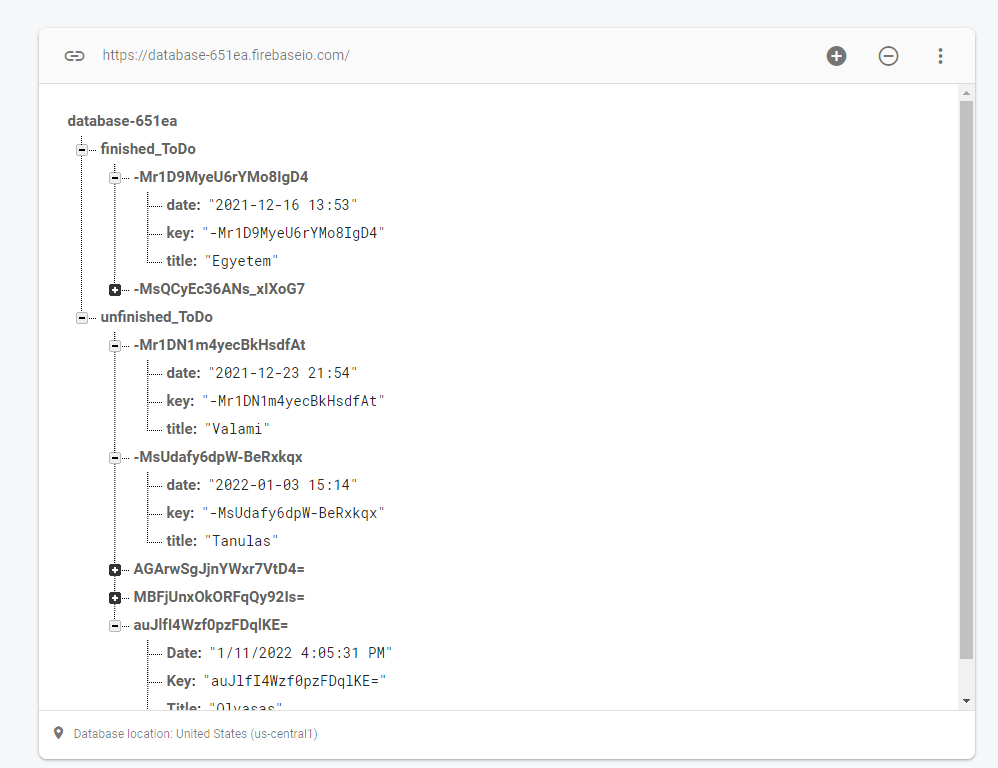 https://database-651ea.firebaseio.com/
database-651ea
finished_ToDo
-Mr1D9MyeU6rYMo8IgD4
date: "2021-12-16 13:53"
key: "-Mr1D9MyeU6rYMo8IgD4"
title: "Egyetem"
-MsQCyEc36ANs_xIXoG7
unfinished_ToDo
-Mr1DN1m4yecBkHsdfAt
date: "2021-12-23 21:54"
key: "-Mr1DN1m4yecBkHsdfAt"
title: "Valami"
-MsUdafy6dpW-BeRxkqx
date: "2022-01-03 15:14"
key: "-MsUdafy6dpW-BeRxkqx"
title: "Tanulas"
AGArwSgJjnYWxr7VtD4=
MBFjUnxOkORFqQy92Is=
auJlfI4Wzf0pzFDqlKE=
Date: "1/11/2022 4:05:31 PM"
Key: "auJlfI4Wzf0pzFDqlKE="
Title: "Olvasas"
Database location: United States (us-central1)